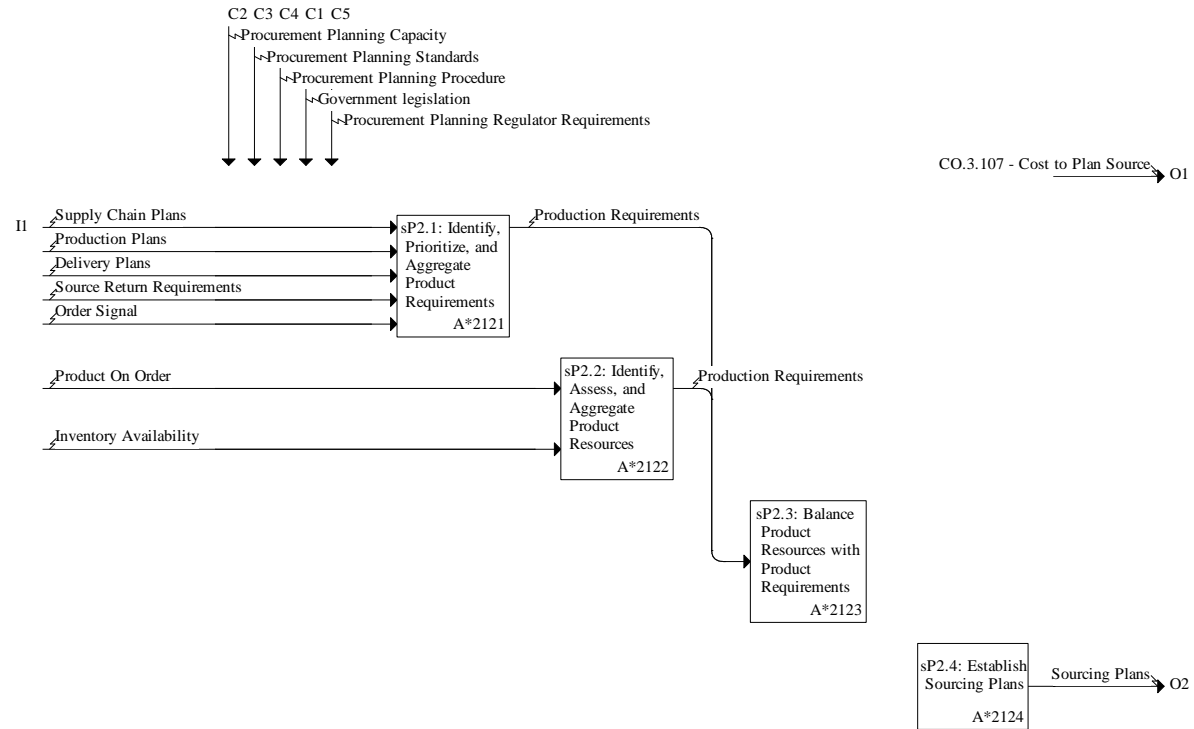 C2 C3 C4 C1 C5
Procurement Planning Capacity
Procurement Planning Standards
Procurement Planning Procedure
Government legislation
Procurement Planning Regulator Requirements
CO.3.107 - Cost to Plan Source
O1
I1
Supply Chain Plans
Production Plans
Delivery Plans
Source Return Requirements
Order Signal
sP2.1: Identify,
Prioritize, and
Aggregate
Product
Requirements
A*2121
Production Requirements
Product On Order
Inventory Availability
sP2.2: Identify,
Assess, and
Aggregate
Product
Resources
A*2122
Production Requirements
sP2.3: Balance
Product
Resources with
Product
Requirements
A*2123
sP2.4: Establish
Sourcing Plans
A*2124
Sourcing Plans
O2